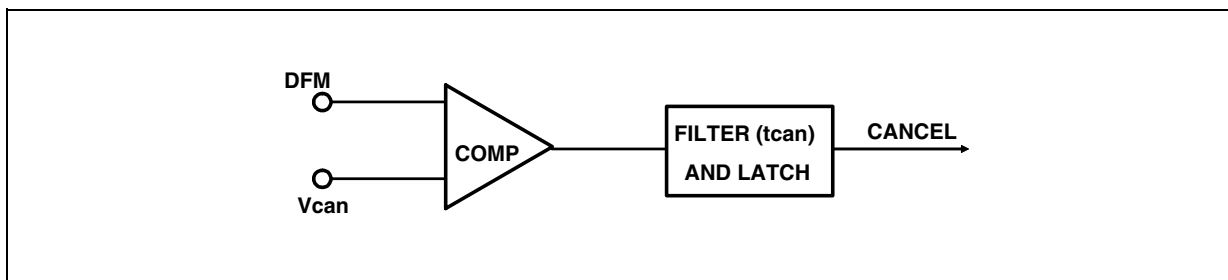 DFM
Vcan
COMP
FILTER (tcan)
AND LATCH
CANCEL